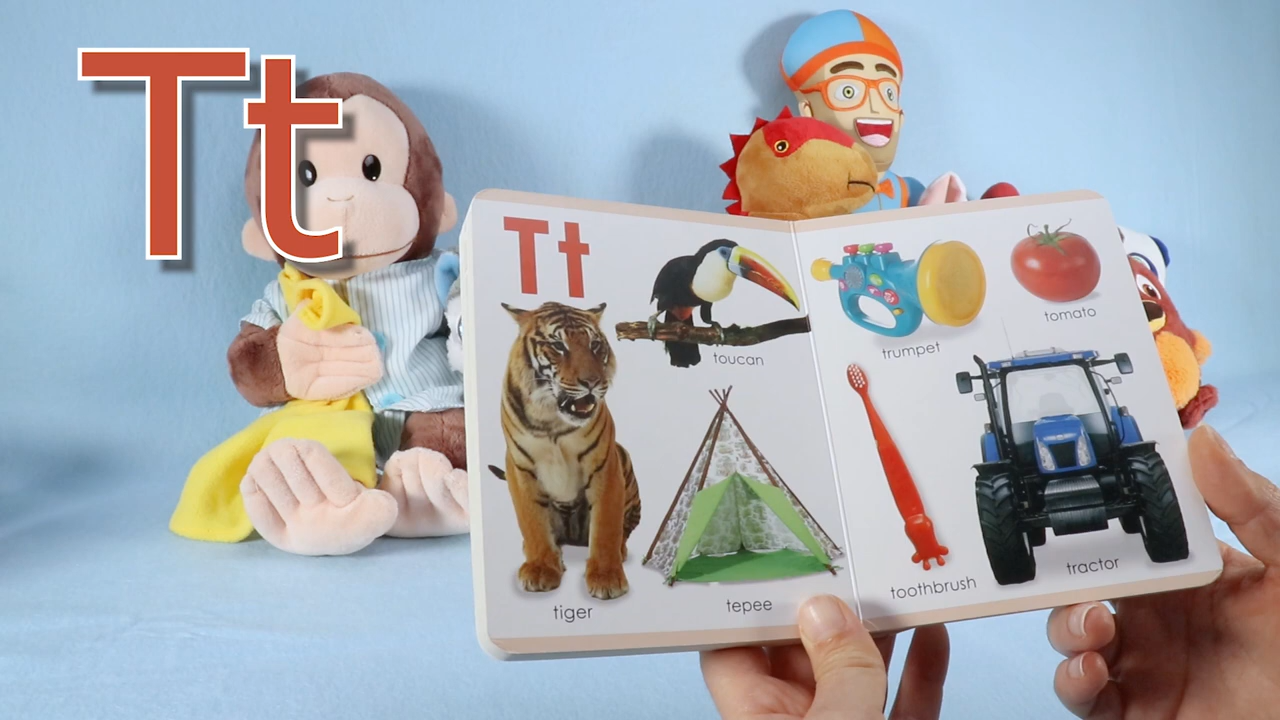 Tt
Tt
toucan
tiger
tepee
trumpet
tomato
toothbrush
tractor